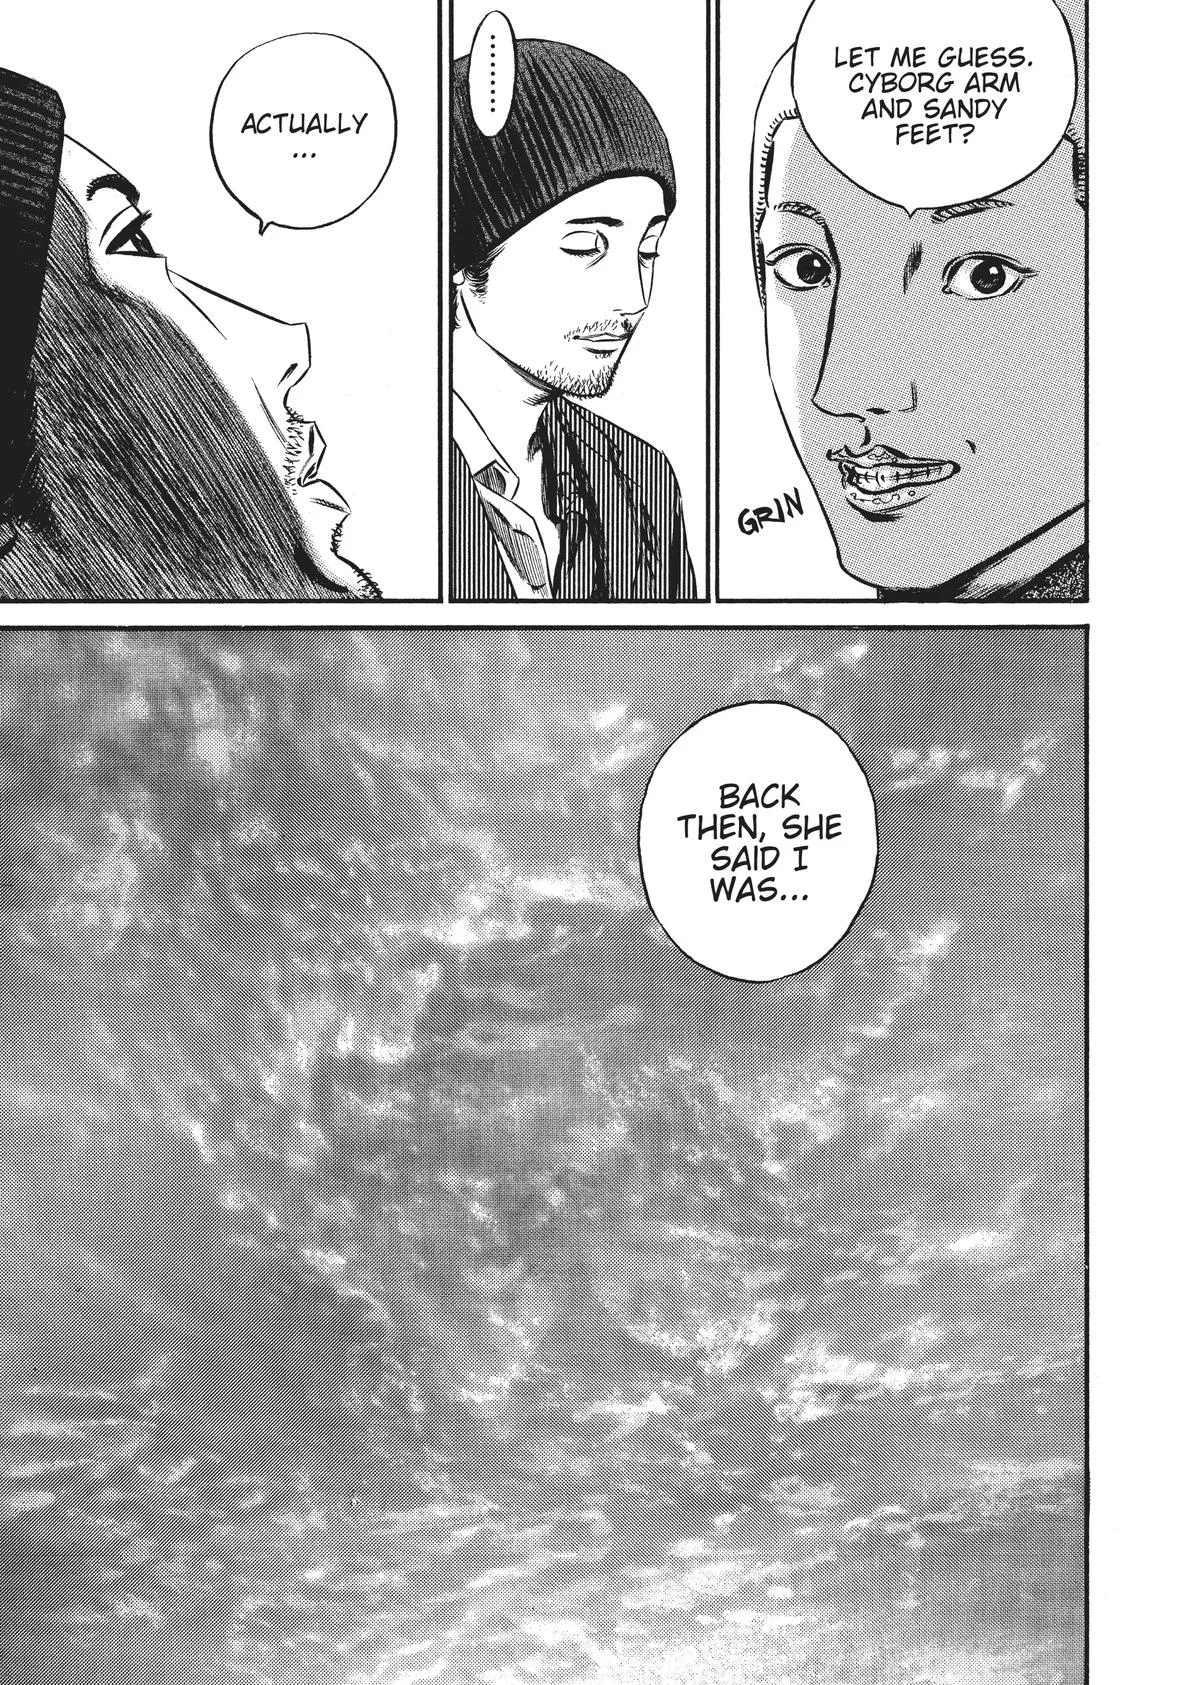 LET ME GUESS.
CYBORG ARM
AND SANDY
FEET?
GRIN
.........
ACTUALLY
...
BACK
THEN, SHE
SAID I
WAS...